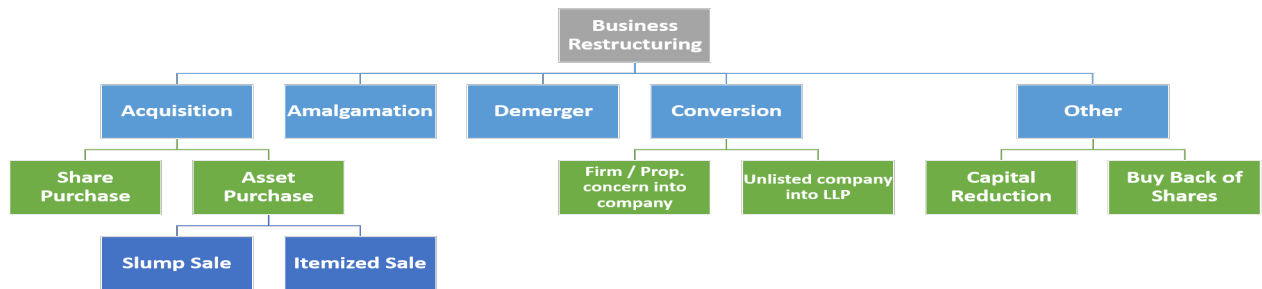 Business
Restructuring
Acquisition
Amalgamation
Demerger
Conversion
Other
Share
Purchase
Asset
Purchase
Firm / Prop.
concern into
company
Unlisted company
into LLP
Capital
Reduction
Buy Back of
Shares
Slump Sale
Itemized Sale